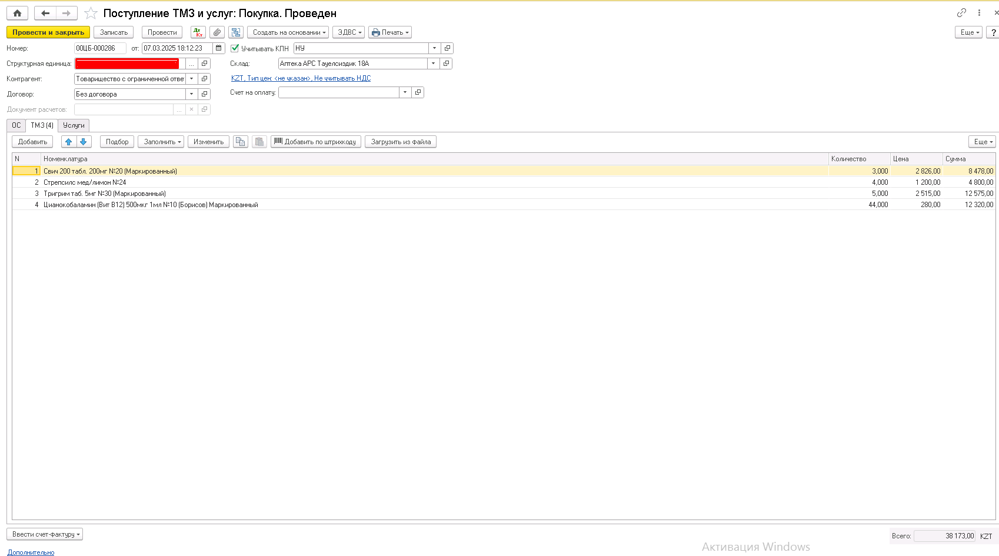 Поступление ТМЗ и услуг: Покупка. Проведен
Провести и закрыть Записать Провести Дт Кт Создать на основании ЭДВС Печать Еще ?
Номер: 00ЦБ-000286 от: 07.03.2025 18:12:23 Учитывать КПН НУ
Структурная единица: ... Склад: Аптека АРС Тауелсиздик 18А
Контрагент: Товарищество с ограниченной отве KZT, Тип цен: <не указан>, Не учитывать НДС
Договор: Без договора Счет на оплату:
Документ расчетов: ...
ОС ТМЗ (4) Услуги
Добавить Подбор Заполнить Изменить Добавить по штрихкоду Загрузить из файла Еще
N Номенклатура Количество Цена Сумма
1 Свич 200 табл. 200мг №20 (Маркированный) 3,000 2 826,00 8 478,00
2 Стрепсилс мед/лимон №24 4,000 1 200,00 4 800,00
3 Тригрим таб. 5мг №30 (Маркированный) 5,000 2 515,00 12 575,00
4 Цианокобаламин (Вит В12) 500мкг 1мл №10 (Борисов) Маркированный 44,000 280,00 12 320,00
Ввести счет-фактуру Всего: 38 173,00 KZT
Активация Windows
Дополнительно